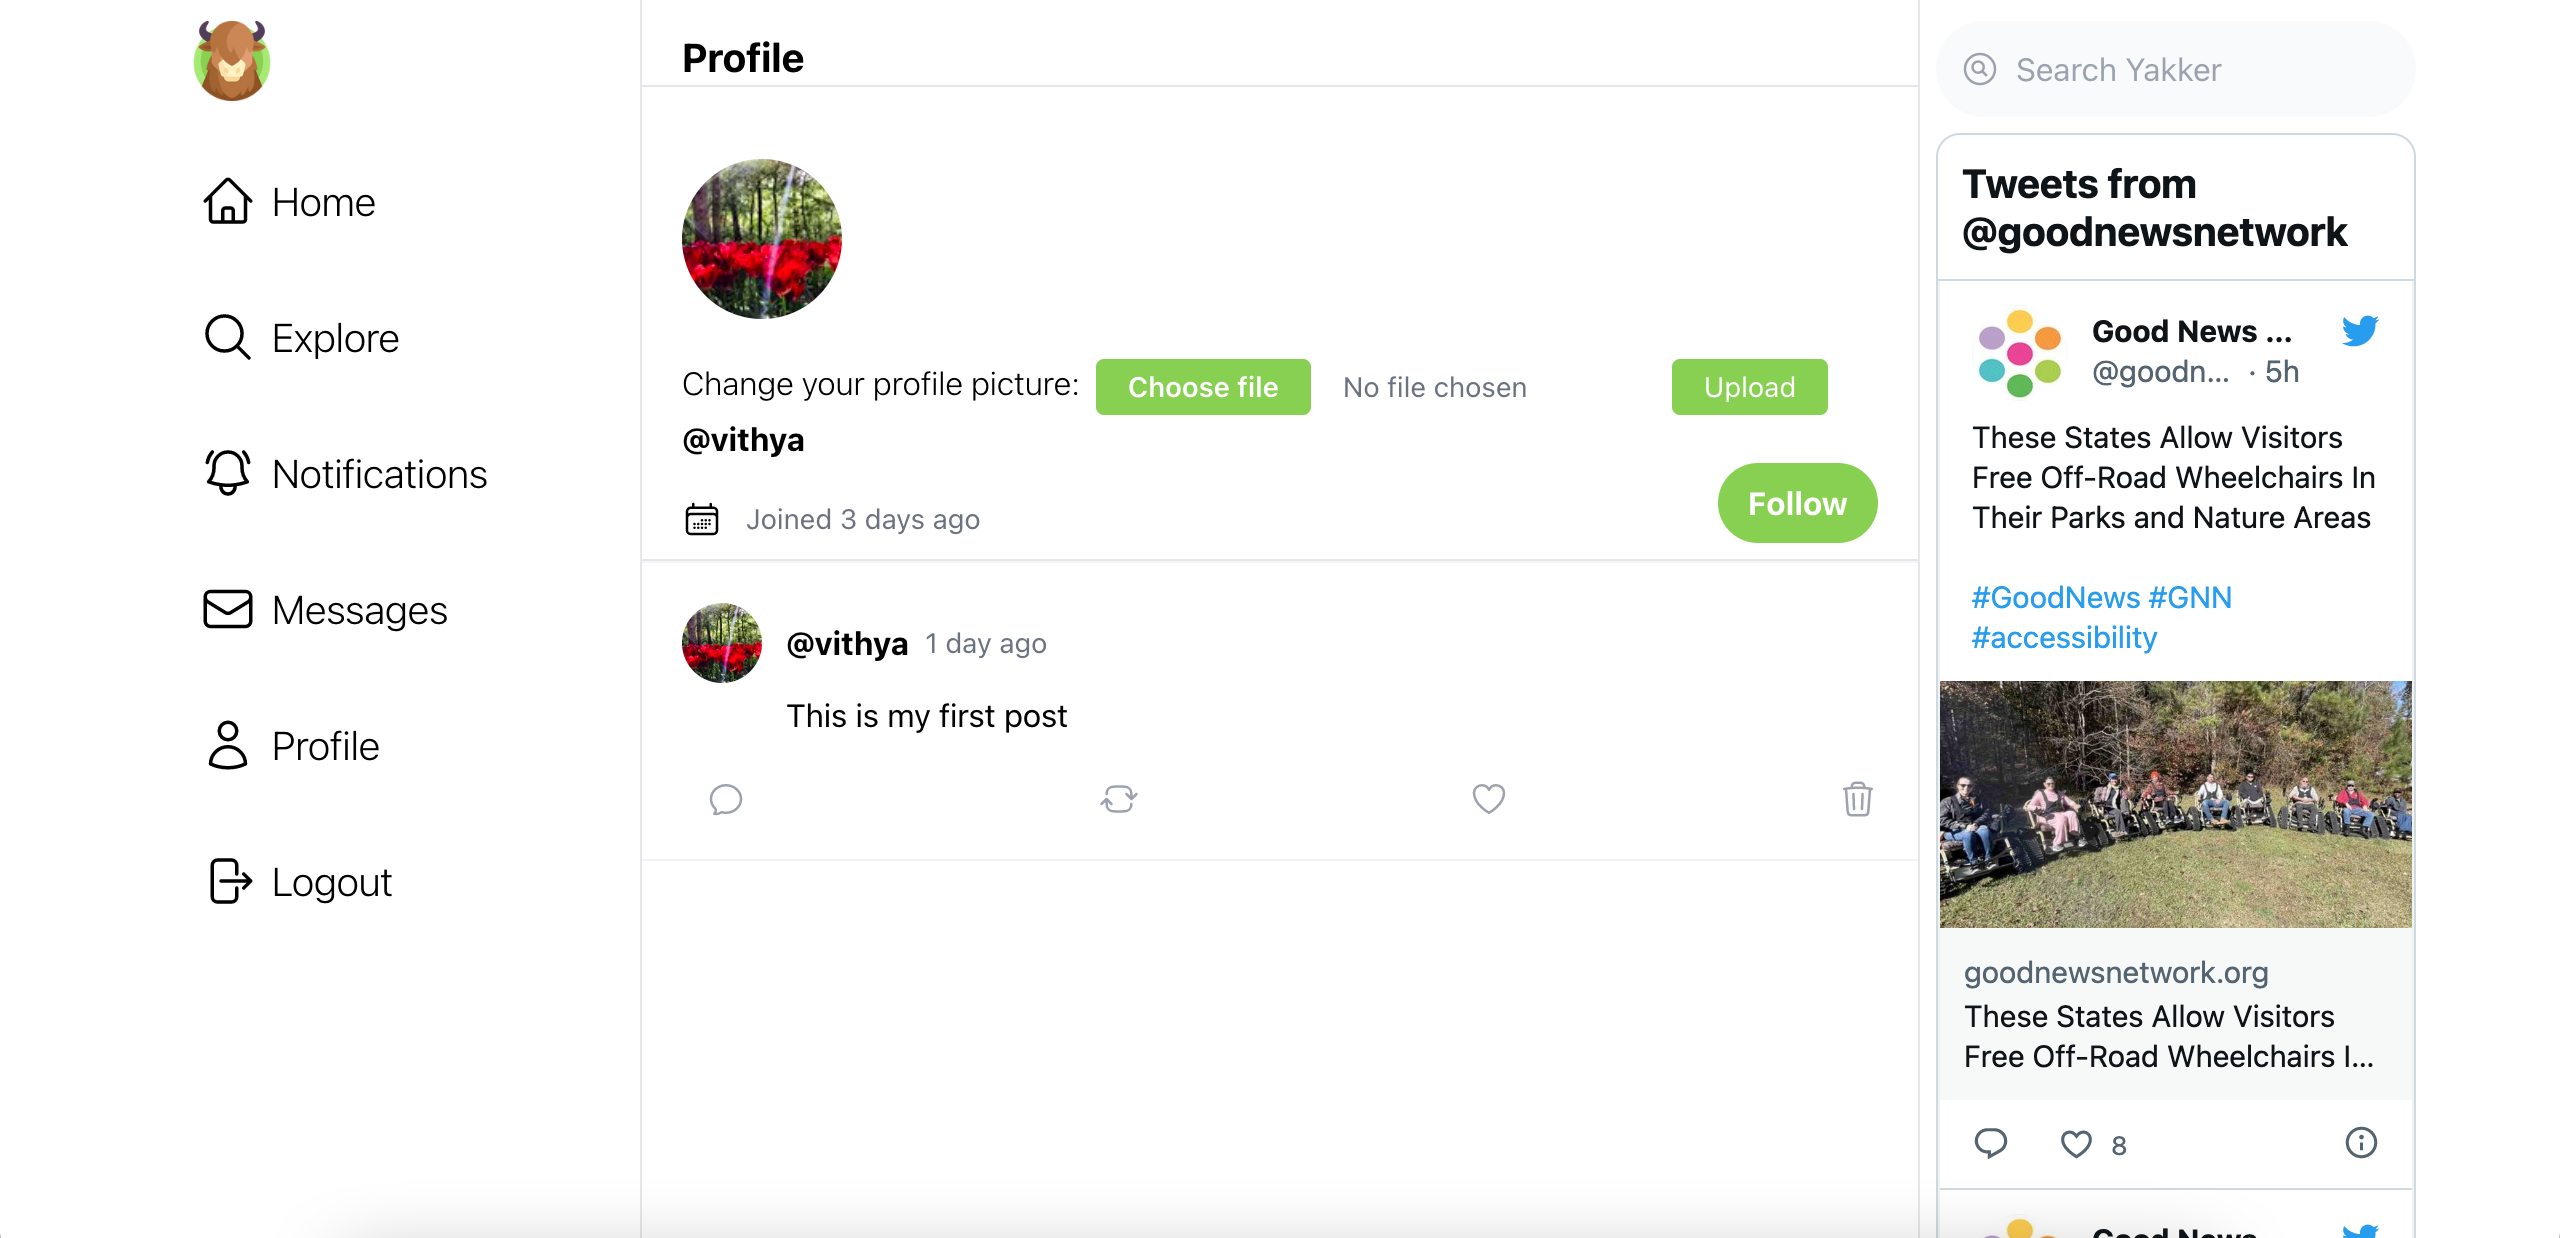 Home
Explore
Notifications
Messages
Profile
Logout
Profile
Change your profile picture: Choose file No file chosen Upload
@vithya
Joined 3 days ago
Follow
@vithya 1 day ago
This is my first post
Search Yakker
Tweets from
@goodnewsnetwork
Good News ...
@goodn... · 5h
These States Allow Visitors
Free Off-Road Wheelchairs In
Their Parks and Nature Areas
#GoodNews #GNN
#accessibility
goodnewsnetwork.org
These States Allow Visitors
Free Off-Road Wheelchairs I...
8
Good News